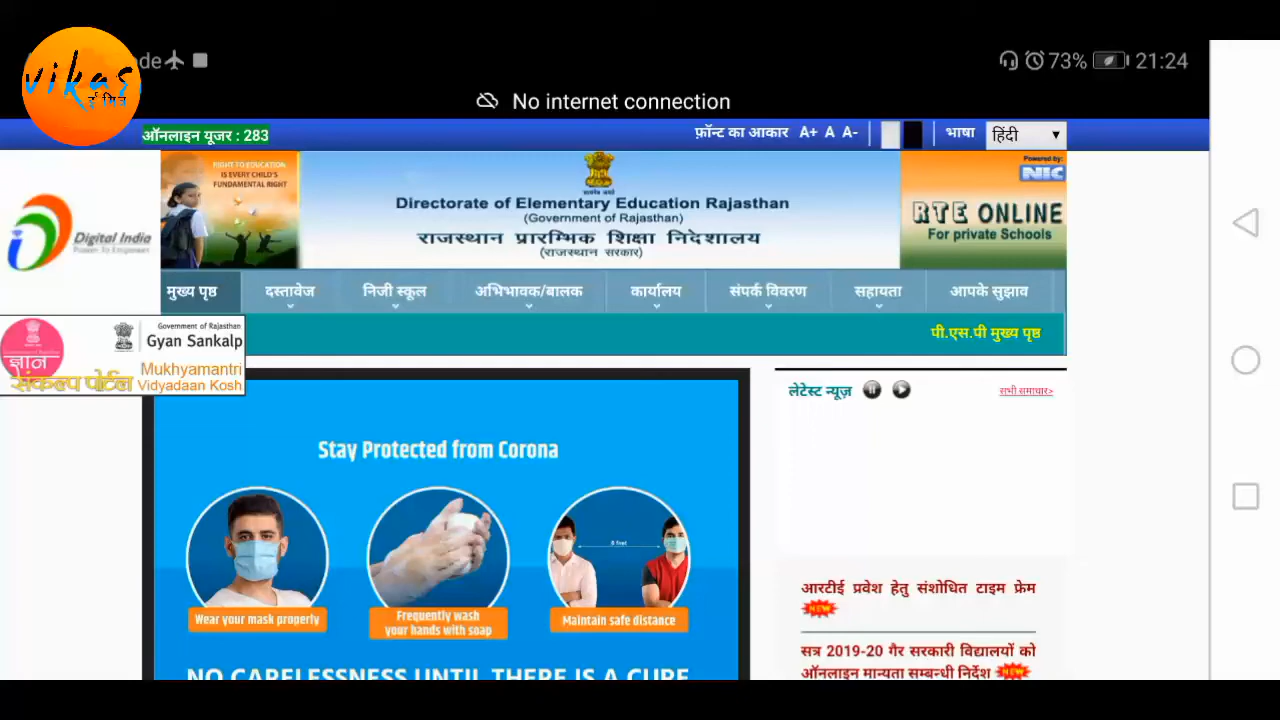 vikas
ई मित्र
de
73%
21:24
No internet connection
ऑनलाइन यूजर : 283
फ़ॉन्ट का आकार A+ A A-
भाषा
हिंदी
RIGHT TO EDUCATION
IS EVERY CHILD'S
FUNDAMENTAL RIGHT
Directorate of Elementary Education Rajasthan
(Government of Rajasthan)
राजस्थान प्रारम्भिक शिक्षा निदेशालय
(राजस्थान सरकार)
Powered by:
NIC
RTE ONLINE
For private Schools
Digital India
Power To Empower
मुख्य पृष्ठ
दस्तावेज
निजी स्कूल
अभिभावक/बालक
कार्यालय
संपर्क विवरण
सहायता
आपके सुझाव
पी.एस.पी मुख्य पृष्ठ
Government of Rajasthan
Gyan Sankalp
ज्ञान
संकल्प पोर्टल
Mukhyamantri
Vidyadaan Kosh
लेटेस्ट न्यूज़
सभी समाचार>
Stay Protected from Corona
6 feet
Wear your mask properly
Frequently wash
your hands with soap
Maintain safe distance
NO CARELESSNESS UNTIL THERE IS A CURE
आरटीई प्रवेश हेतु संशोधित टाइम फ्रेम
NEW
सत्र 2019-20 गैर सरकारी विद्यालयों को
ऑनलाइन मान्यता सम्बन्धी निर्देश NEW